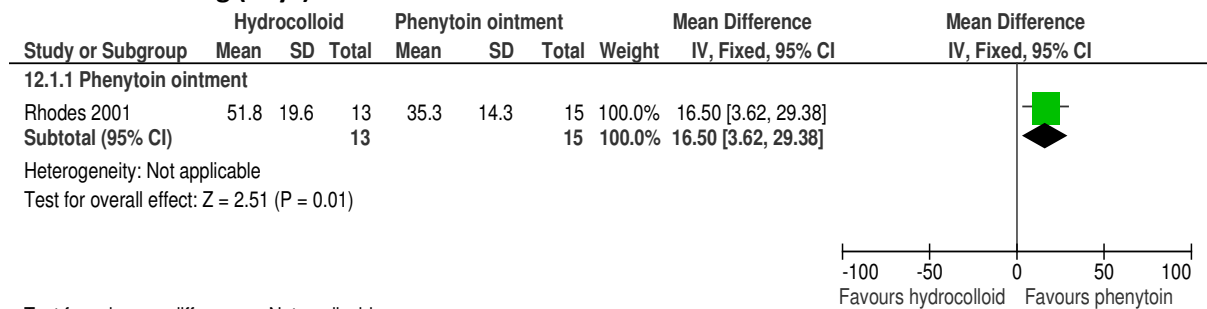 Hydrocolloid Phenytoin ointment Mean Difference Mean Difference
Study or Subgroup Mean SD Total Mean SD Total Weight IV, Fixed, 95% CI IV, Fixed, 95% CI
12.1.1 Phenytoin ointment
Rhodes 2001 51.8 19.6 13 35.3 14.3 15 100.0% 16.50 [3.62, 29.38]
Subtotal (95% CI) 13 15 100.0% 16.50 [3.62, 29.38]
Heterogeneity: Not applicable
Test for overall effect: Z = 2.51 (P = 0.01)
-100 -50 0 50 100
Favours hydrocolloid Favours phenytoin